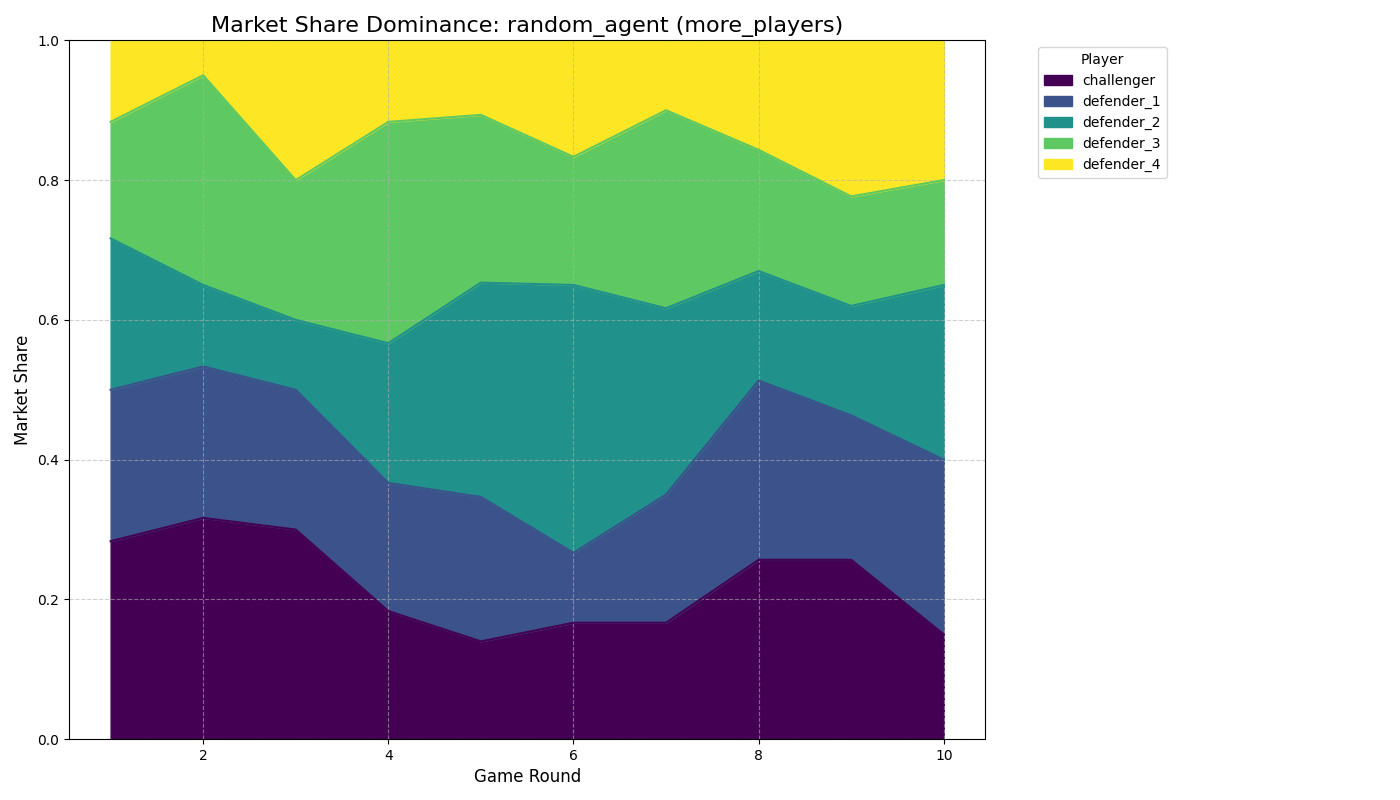 Market Share Dominance: random_agent (more_players)
Market Share
1.0
0.8
0.6
0.4
0.2
0.0
2
4
6
8
10
Game Round
Player
challenger
defender_1
defender_2
defender_3
defender_4